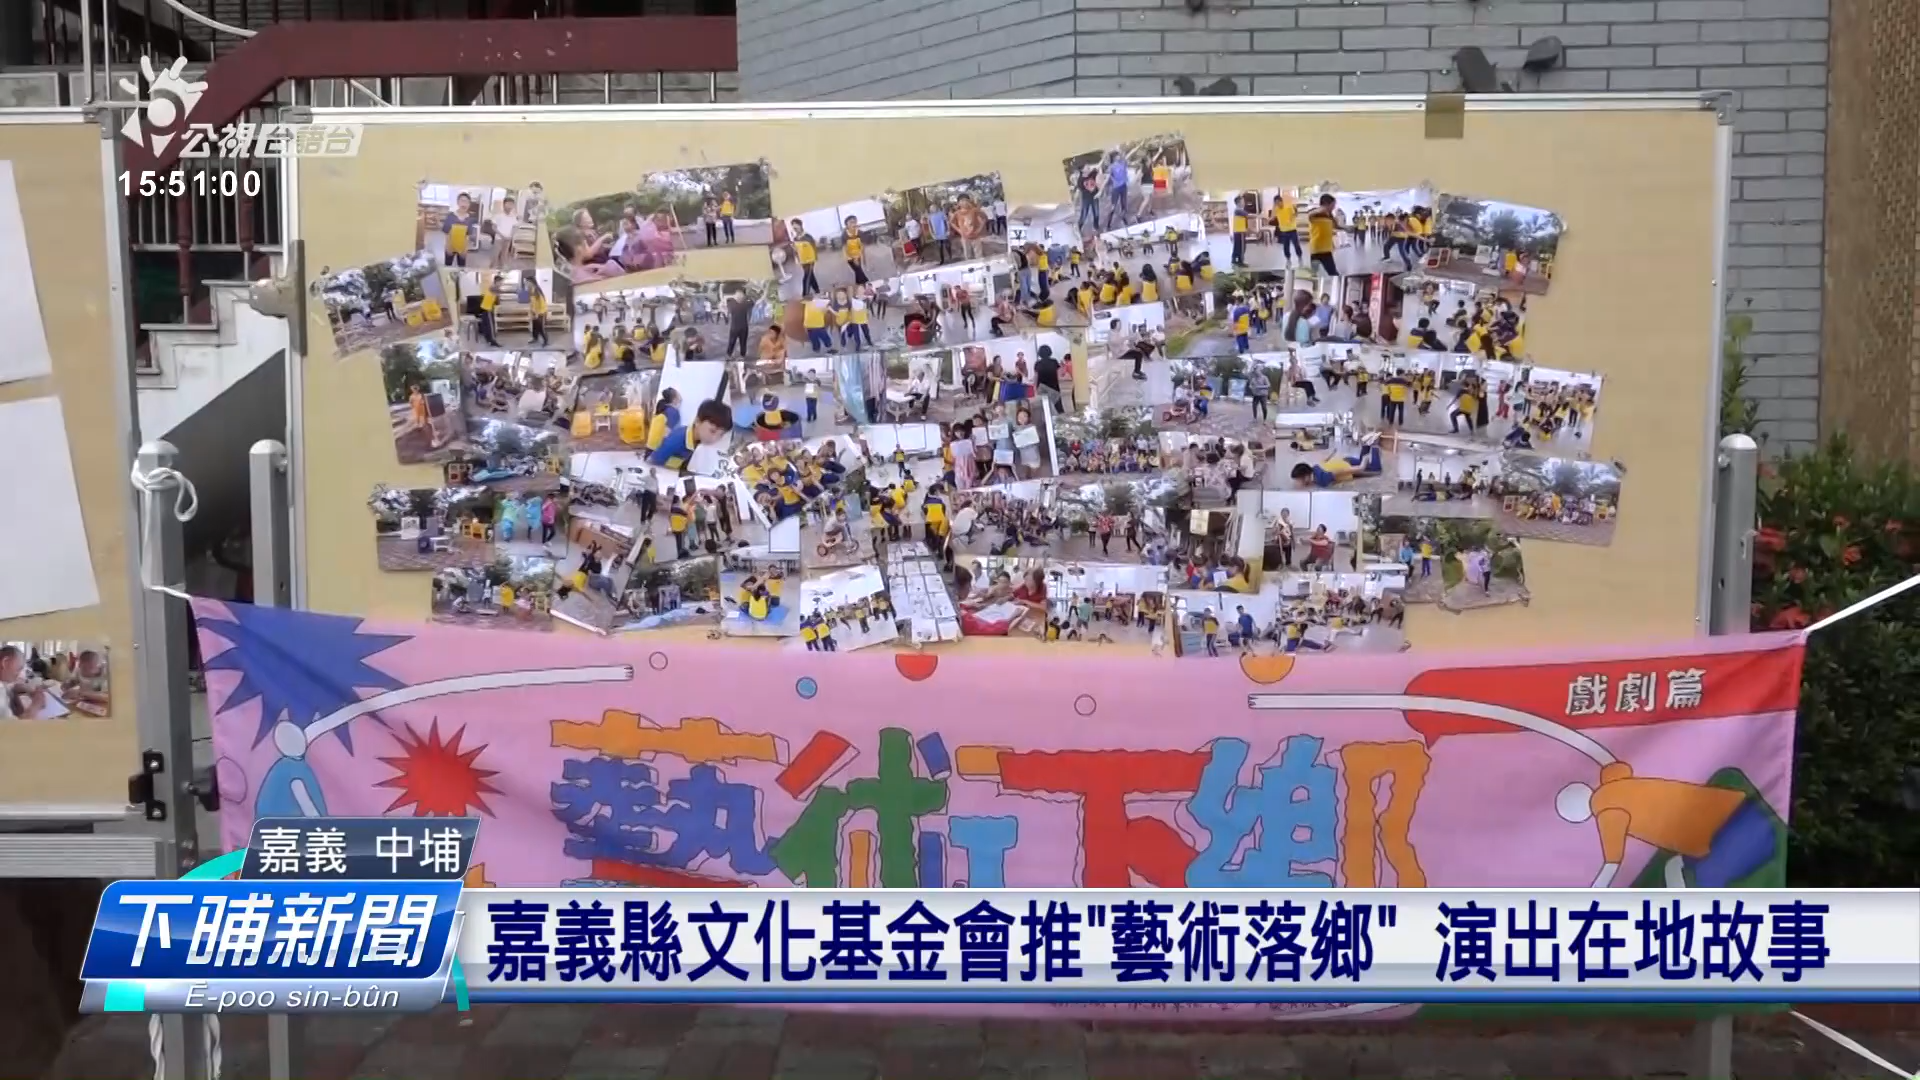 公視台語台
15:51:00
戲劇篇
藝術下鄉
嘉義 中埔
下晡新聞
Ē-poo sin-bûn
嘉義縣文化基金會推"藝術落鄉" 演出在地故事